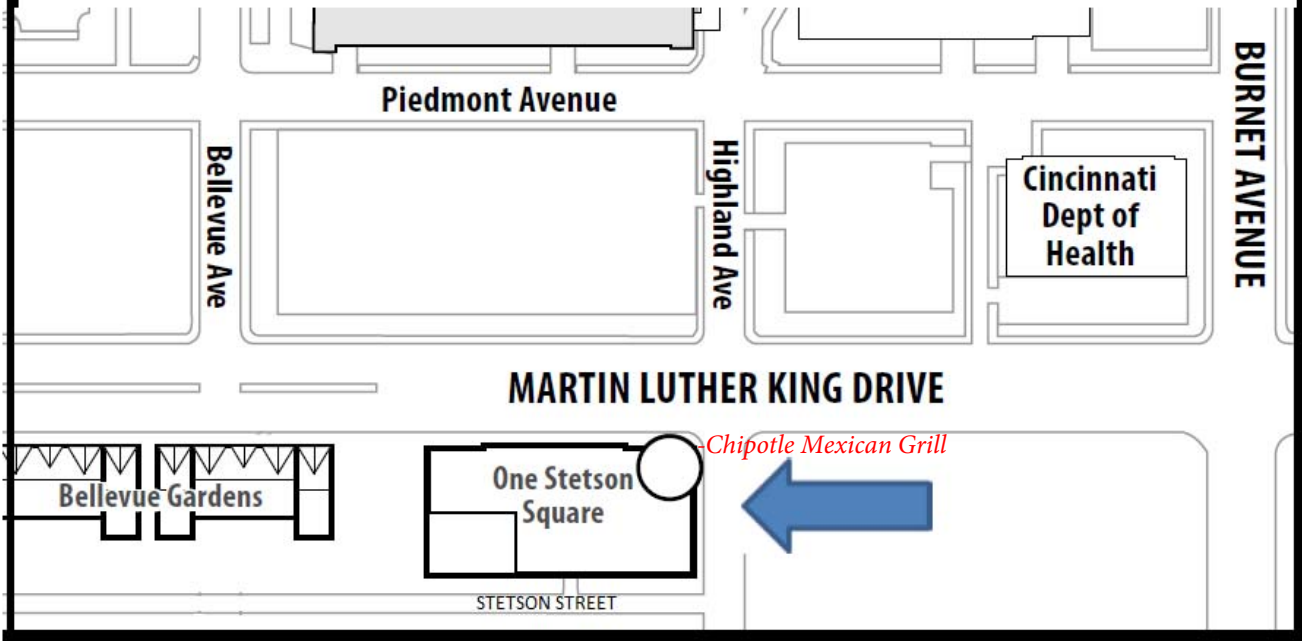 Piedmont Avenue
BURNET AVENUE
Bellevue Ave
Highland Ave
Cincinnati
Dept of
Health
MARTIN LUTHER KING DRIVE
-Chipotle Mexican Grill
One Stetson
Square
Bellevue Gardens
STETSON STREET